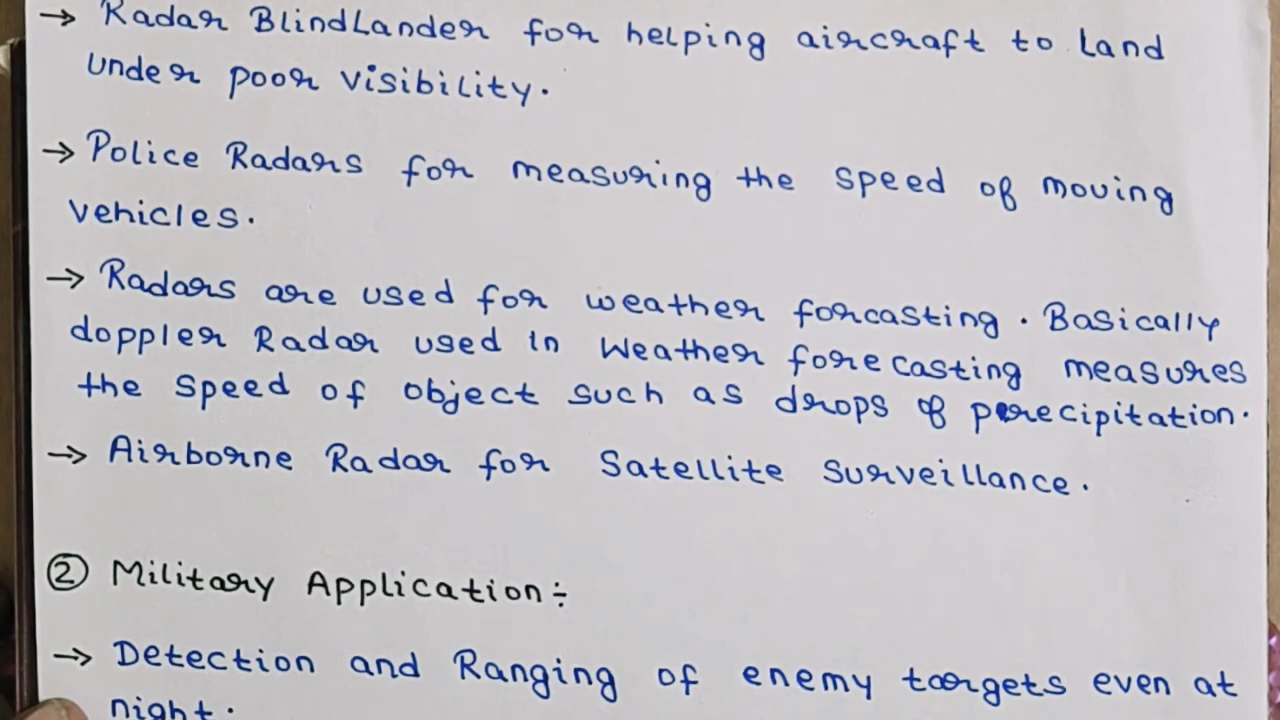 → Radar BlindLander for helping aircraft to Land
under poor visibility.
→ Police Radars for measuring the speed of moving
vehicles.
→ Radars are used for weather forcasting. Basically
doppler Radar used in Weather forecasting measures
the speed of object such as drops of precipitation.
→ Airborne Radar for Satellite Surveillance.
② Military Application ÷
→ Detection and Ranging of enemy targets even at
night.